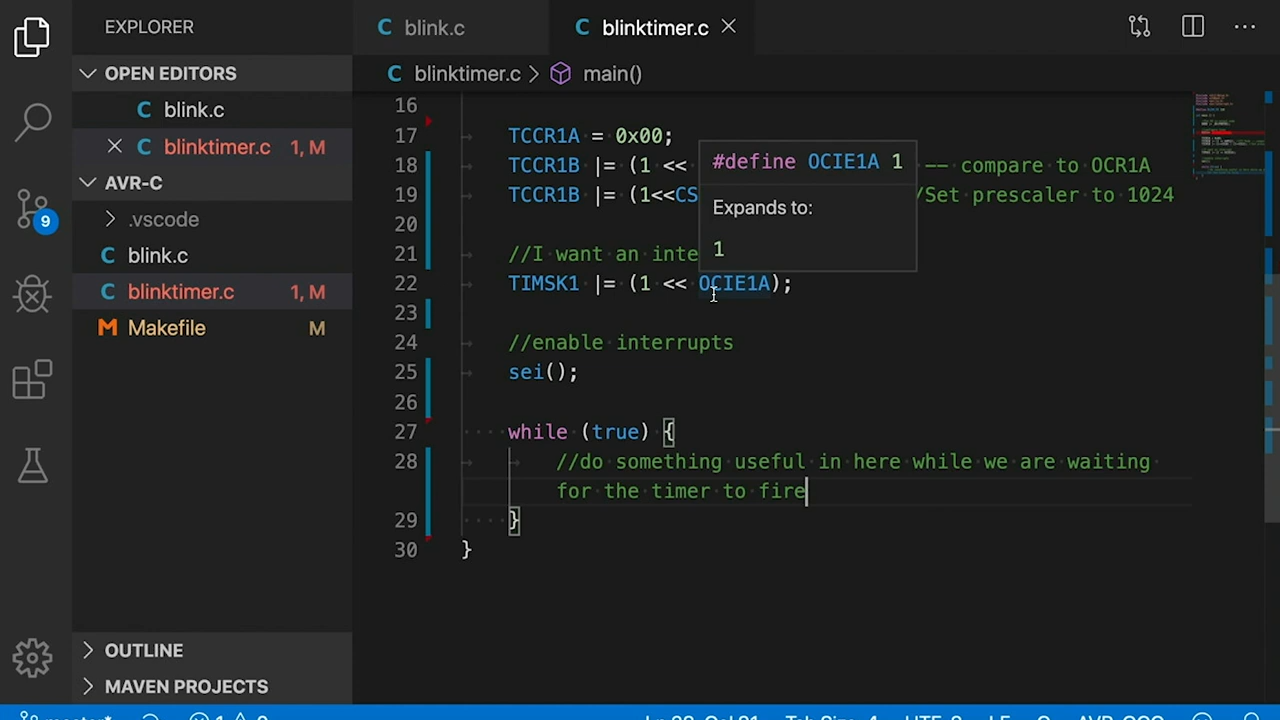 EXPLORER
C blink.c
C blinktimer.c
OPEN EDITORS
C blinktimer.c > main()
C blink.c
C blinktimer.c 1, M
AVR-C
.vscode
C blink.c
C blinktimer.c 1, M
M Makefile M
9
16
17 TCCR1A = 0x00;
18 TCCR1B |= (1 << -- compare to OCR1A
19 TCCR1B |= (1<<CS /Set prescaler to 1024
20
21 //I want an inte
22 TIMSK1 |= (1 << OCIE1A);
23
24 //enable interrupts
25 sei();
26
27 while (true) {
28 //do something useful in here while we are waiting
for the timer to fire
29 }
30 }
#define OCIE1A 1
Expands to:
1
OUTLINE
MAVEN PROJECTS